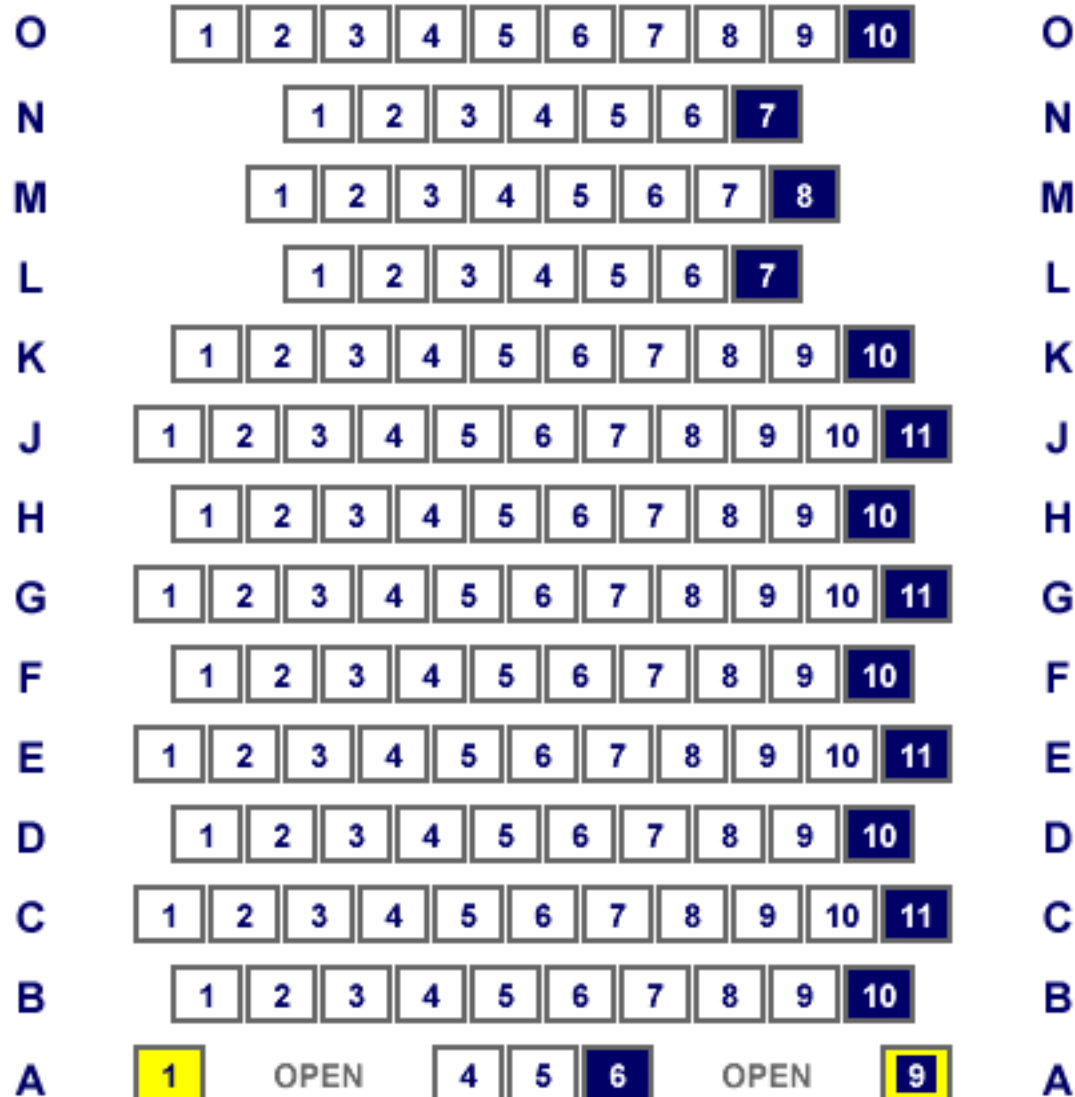 O 1 2 3 4 5 6 7 8 9 10 O
N 1 2 3 4 5 6 7 N
M 1 2 3 4 5 6 7 8 M
L 1 2 3 4 5 6 7 L
K 1 2 3 4 5 6 7 8 9 10 K
J 1 2 3 4 5 6 7 8 9 10 11 J
H 1 2 3 4 5 6 7 8 9 10 H
G 1 2 3 4 5 6 7 8 9 10 11 G
F 1 2 3 4 5 6 7 8 9 10 F
E 1 2 3 4 5 6 7 8 9 10 11 E
D 1 2 3 4 5 6 7 8 9 10 D
C 1 2 3 4 5 6 7 8 9 10 11 C
B 1 2 3 4 5 6 7 8 9 10 B
A 1 OPEN 4 5 6 OPEN 9 A